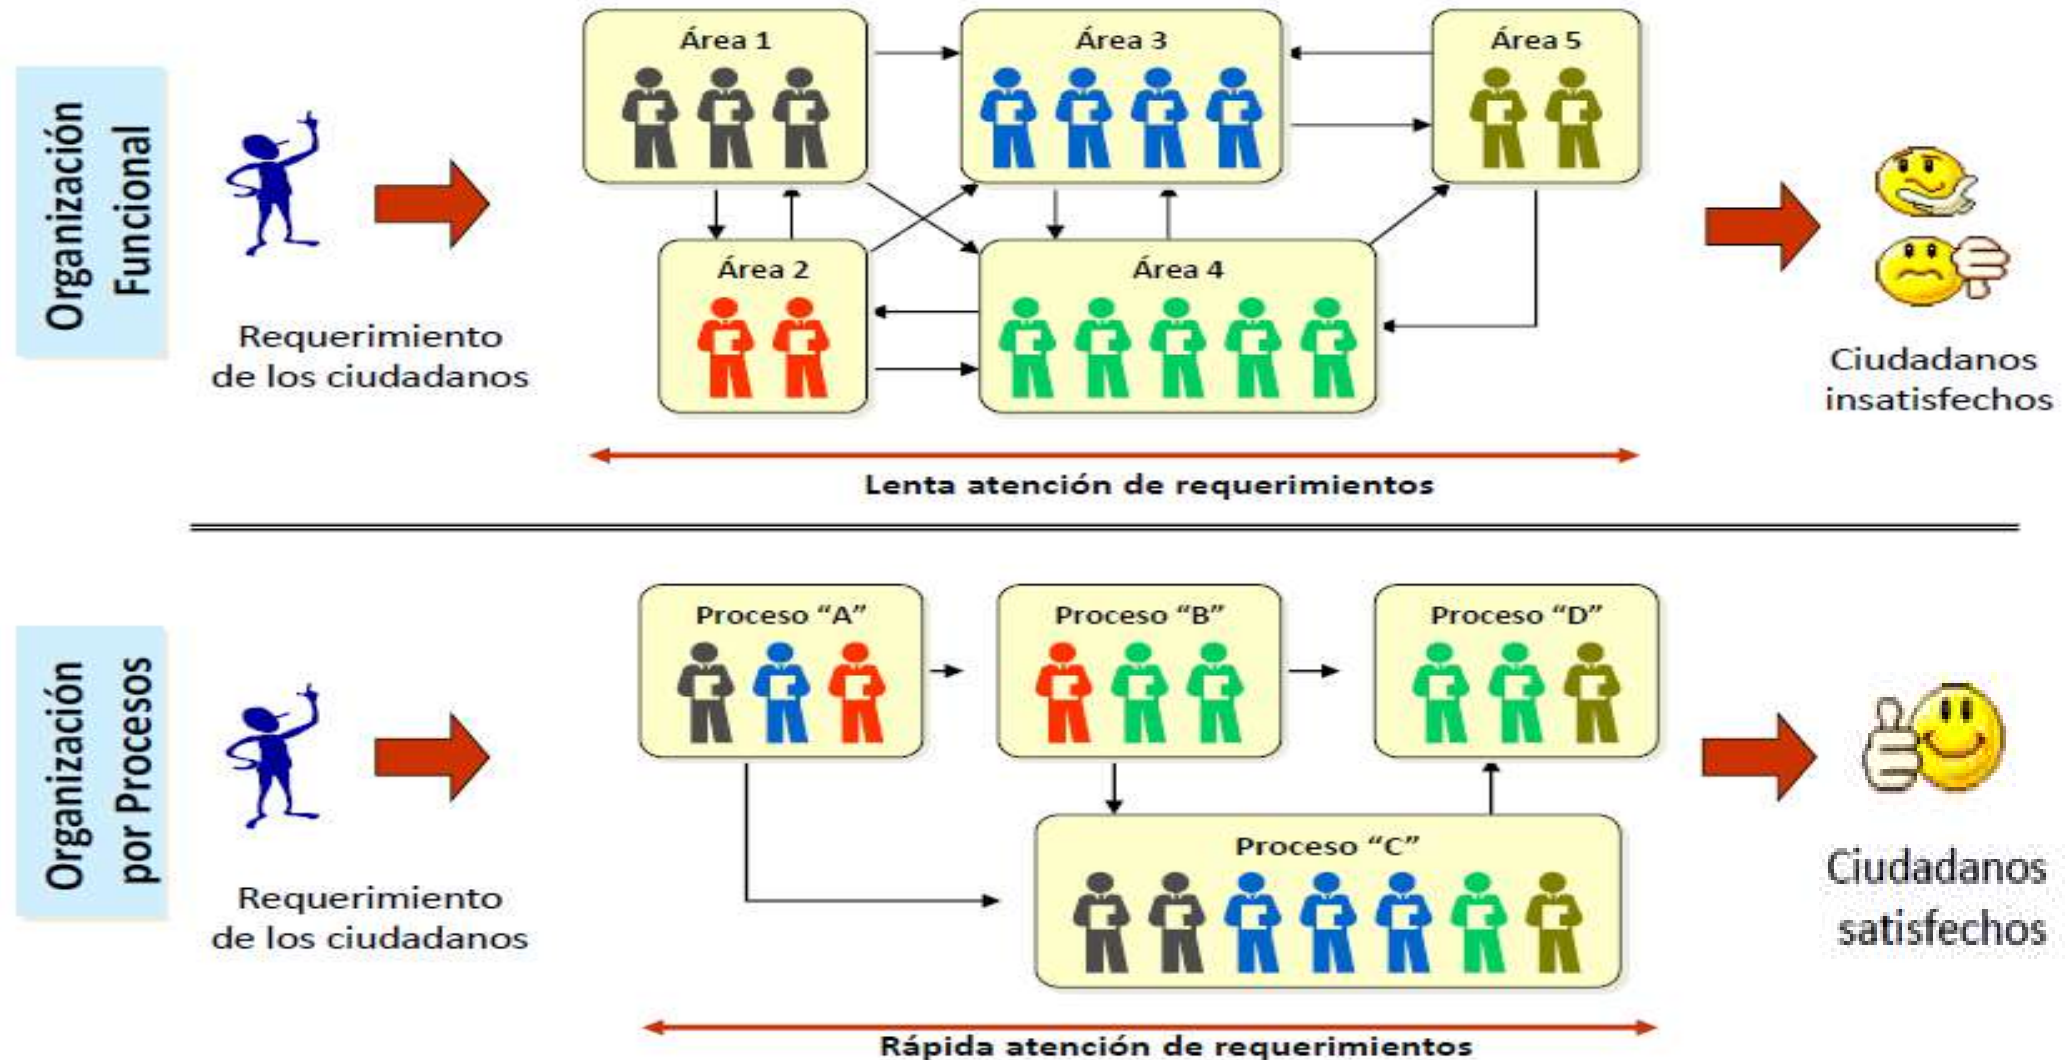 Organización
Funcional
Requerimiento
de los ciudadanos
Área 1
Área 3
Área 5
Área 2
Área 4
Ciudadanos
insatisfechos
Lenta atención de requerimientos
Organización
por Procesos
Requerimiento
de los ciudadanos
Proceso “A”
Proceso “B”
Proceso “D”
Proceso “C”
Ciudadanos
satisfechos
Rápida atención de requerimientos